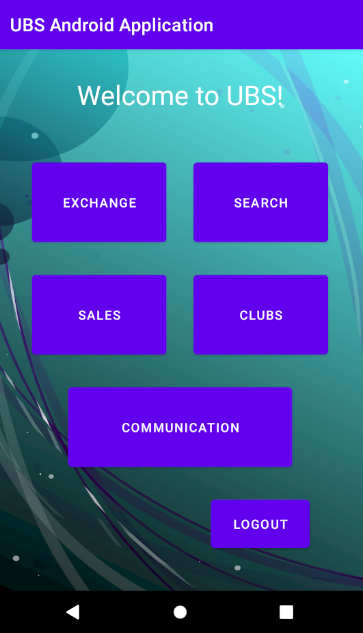 UBS Android Application
Welcome to UBS!
EXCHANGE
SEARCH
SALES
CLUBS
COMMUNICATION
LOGOUT